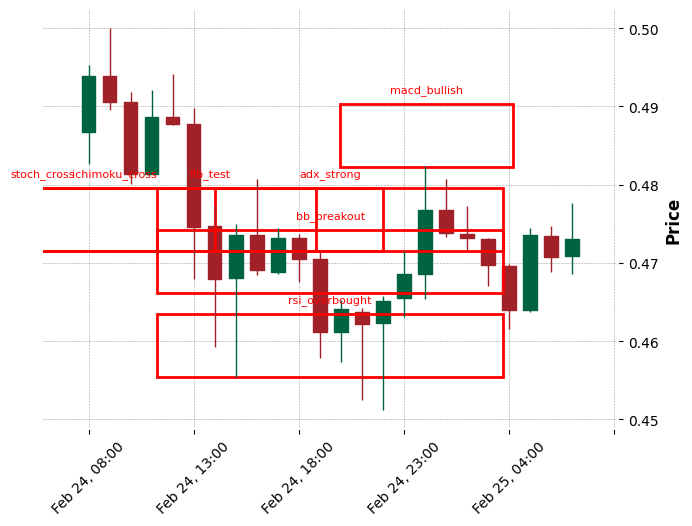 0.50
macd_bullish
0.49
stoch_cross
ichimoku_cross
_test
adx_strong
0.48
bb_breakout
Price
0.47
rsi_overbought
0.46
0.45
Feb 24, 08:00
Feb 24, 13:00
Feb 24, 18:00
Feb 24, 23:00
Feb 25, 04:00